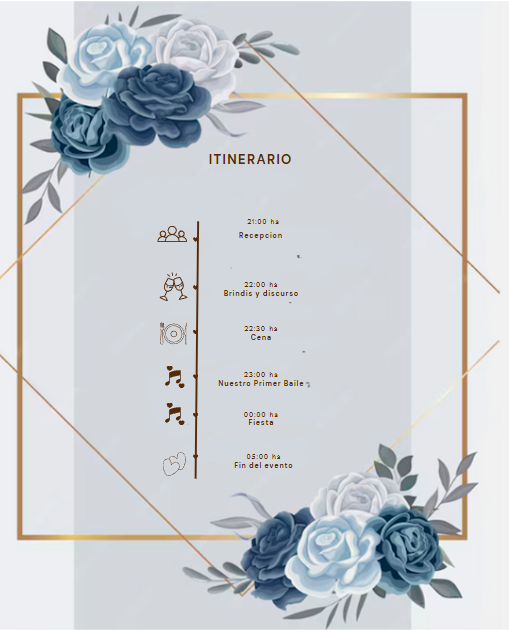 ITINERARIO
21:00 hs
Recepcion
22:00 hs
Brindis y discurso
22:30 hs
Cena
23:00 hs
Nuestro Primer Baile
00:00 hs
Fiesta
05:00 hs
Fin del evento